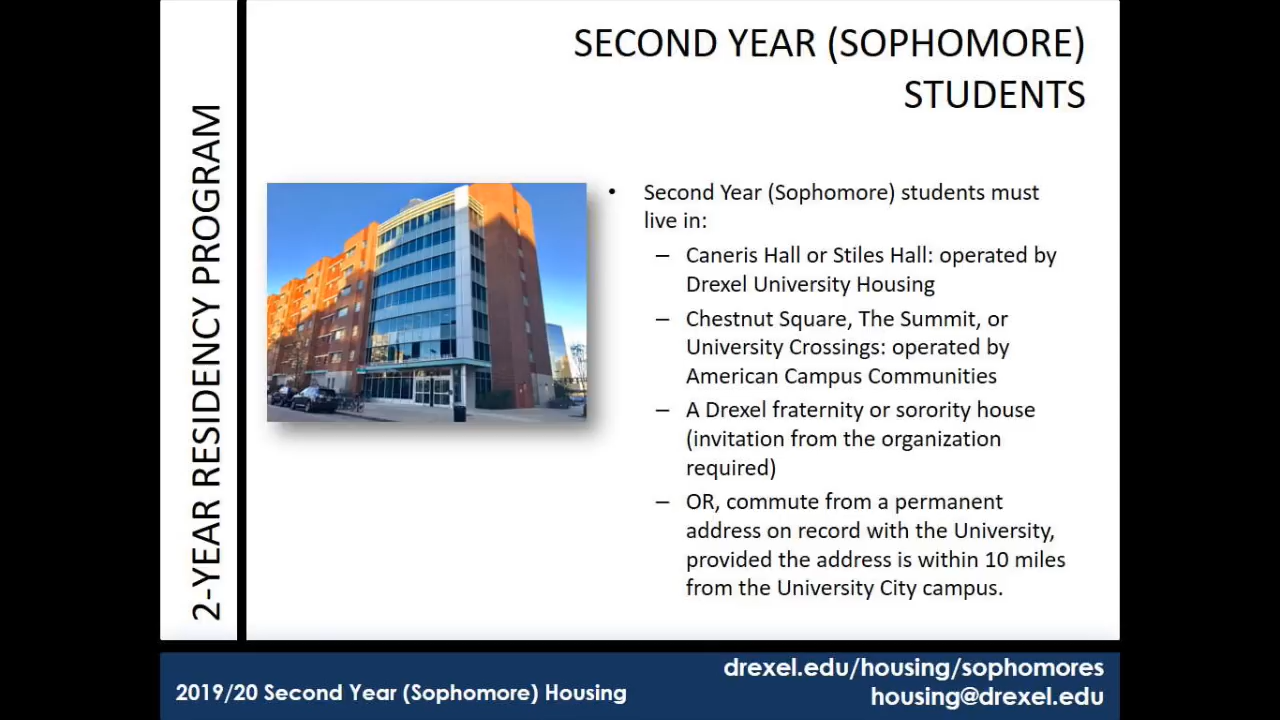 SECOND YEAR (SOPHOMORE)
STUDENTS
2-YEAR RESIDENCY PROGRAM
• Second Year (Sophomore) students must
live in:
– Caneris Hall or Stiles Hall: operated by
Drexel University Housing
– Chestnut Square, The Summit, or
University Crossings: operated by
American Campus Communities
– A Drexel fraternity or sorority house
(invitation from the organization
required)
– OR, commute from a permanent
address on record with the University,
provided the address is within 10 miles
from the University City campus.
2019/20 Second Year (Sophomore) Housing
drexel.edu/housing/sophomores
housing@drexel.edu